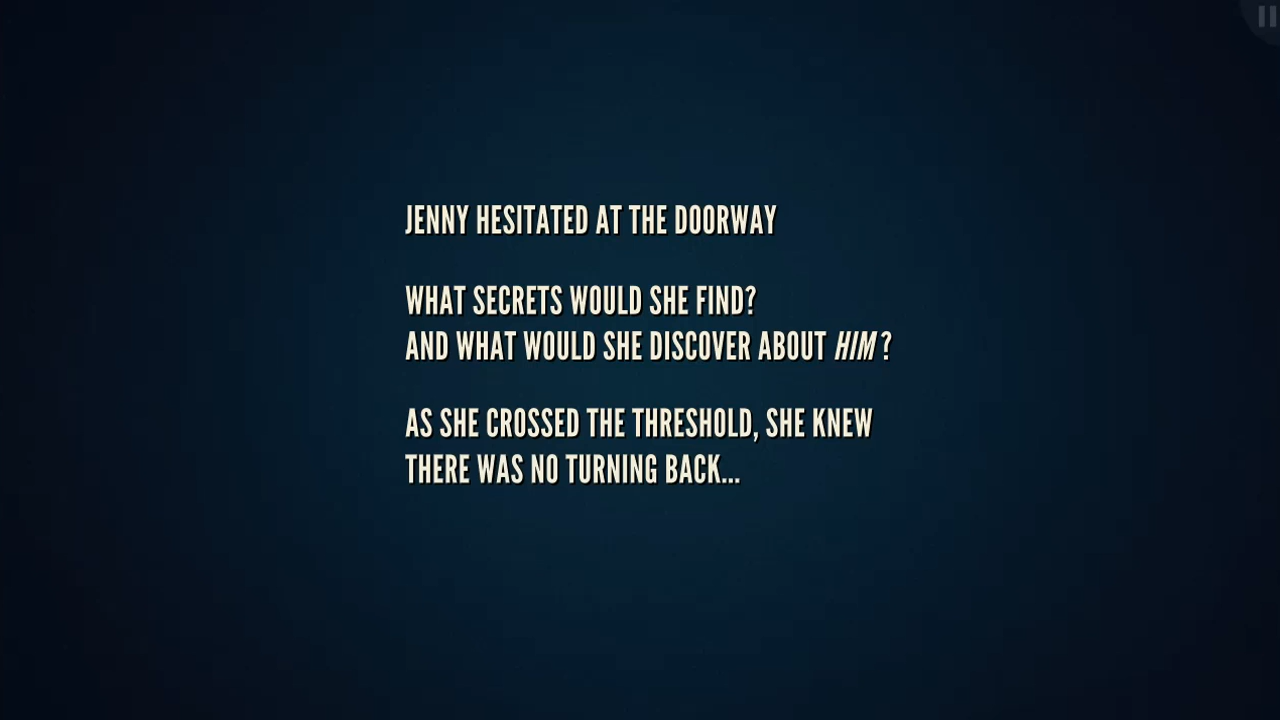 JENNY HESITATED AT THE DOORWAY
WHAT SECRETS WOULD SHE FIND?
AND WHAT WOULD SHE DISCOVER ABOUT HIM?
AS SHE CROSSED THE THRESHOLD, SHE KNEW
THERE WAS NO TURNING BACK...